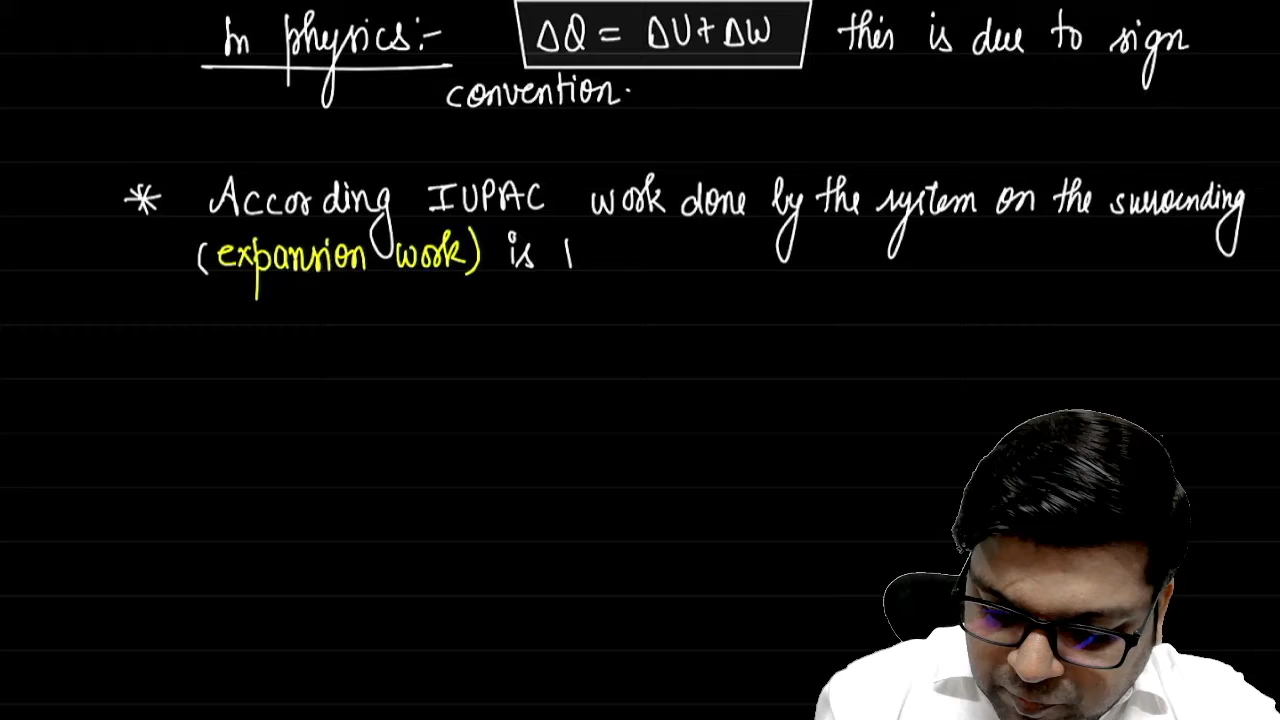 In physics:- ΔQ = ΔU + ΔW this is due to sign
convention.
* According IUPAC work done by the system on the surrounding
(expansion work) is